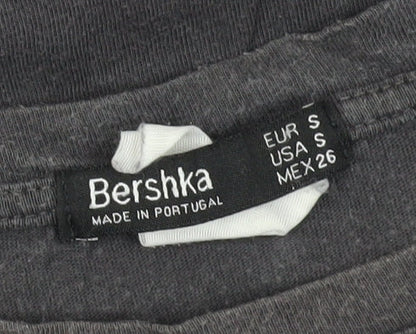 Bershka
MADE IN PORTUGAL
EUR S
USA S
MEX 26